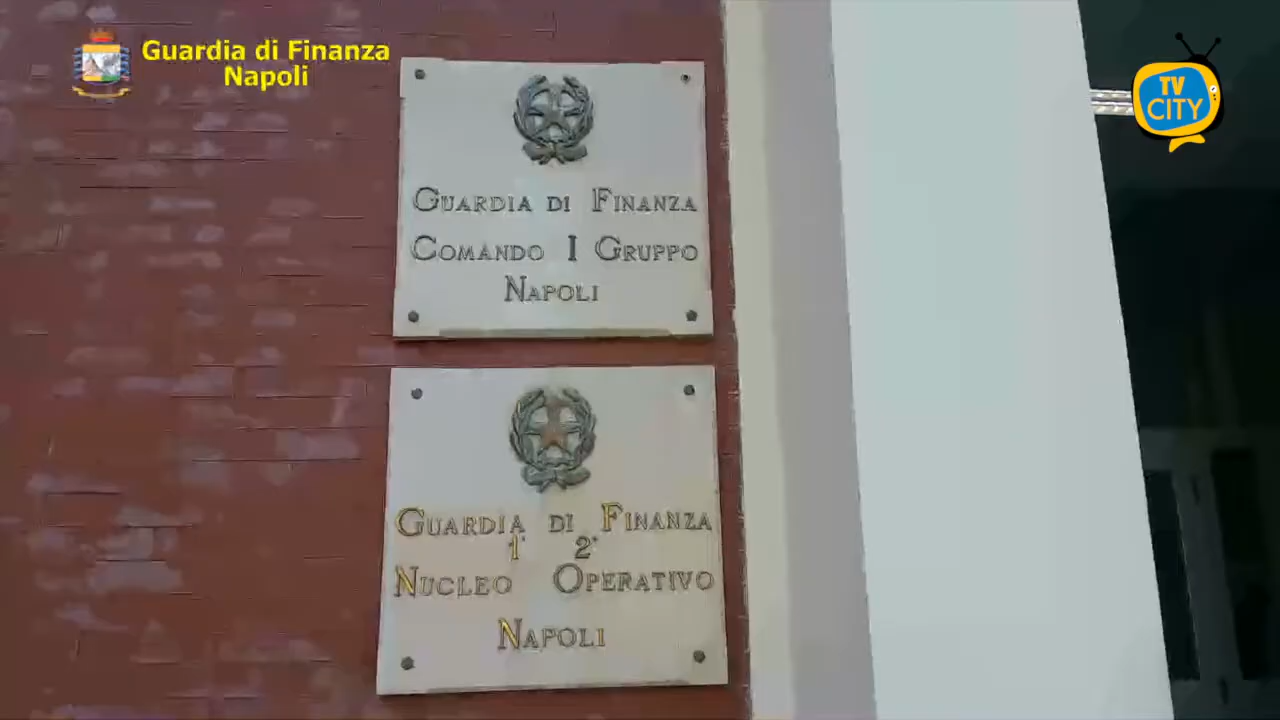 Guardia di Finanza
Napoli
TV
CITY
GUARDIA DI FINANZA
COMANDO I GRUPPO
NAPOLI
GUARDIA DI FINANZA
1° 2°
NUCLEO OPERATIVO
NAPOLI